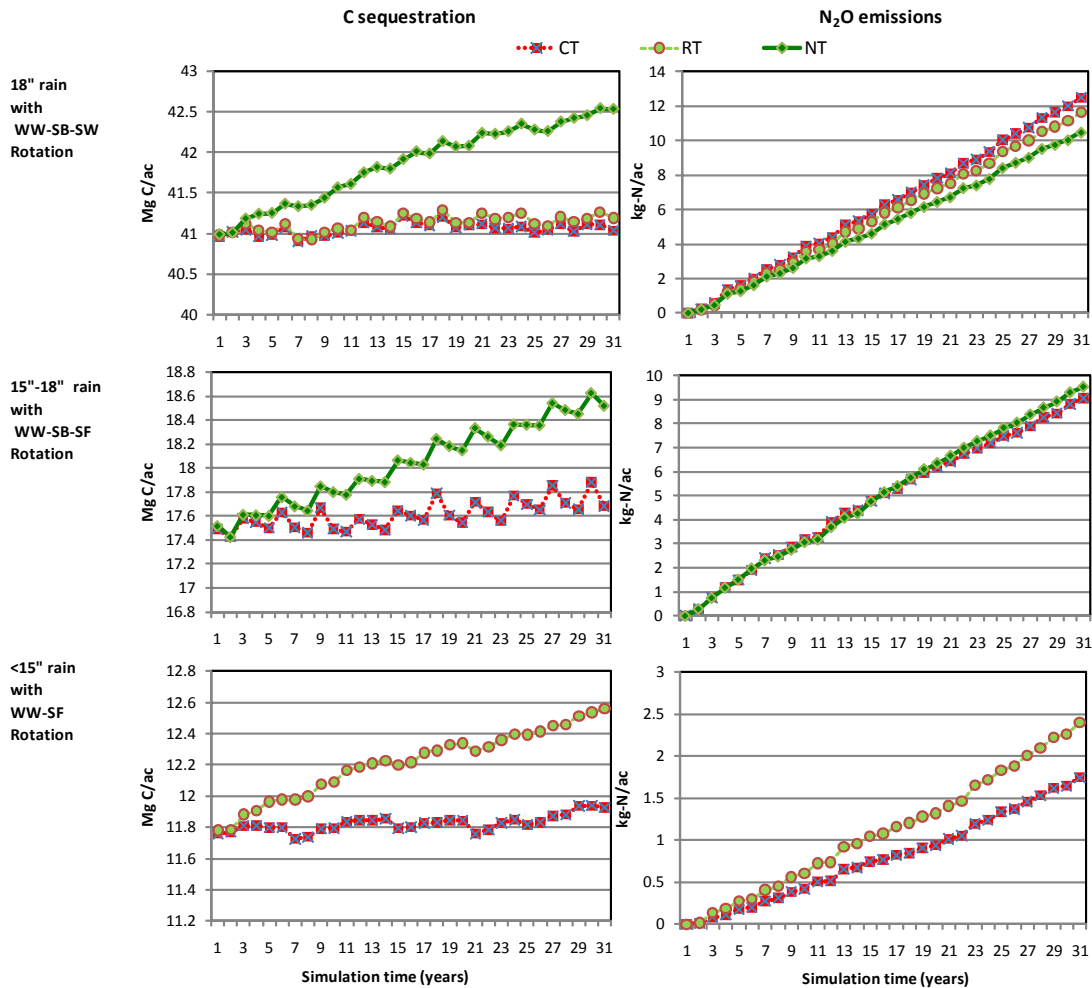 C sequestration
N₂O emissions
CT RT NT
18" rain
with
WW-SB-SW
Rotation
Mg C/ac
43
42.5
42
41.5
41
40.5
40
1 3 5 7 9 11 13 15 17 19 21 23 25 27 29 31
kg-N/ac
14
12
10
8
6
4
2
0
1 3 5 7 9 11 13 15 17 19 21 23 25 27 29 31
15"-18" rain
with
WW-SB-SF
Rotation
Mg C/ac
18.8
18.6
18.4
18.2
18
17.8
17.6
17.4
17.2
17
16.8
1 3 5 7 9 11 13 15 17 19 21 23 25 27 29 31
kg-N/ac
10
9
8
7
6
5
4
3
2
1
0
1 3 5 7 9 11 13 15 17 19 21 23 25 27 29 31
<15" rain
with
WW-SF
Rotation
Mg C/ac
12.8
12.6
12.4
12.2
12
11.8
11.6
11.4
11.2
1 3 5 7 9 11 13 15 17 19 21 23 25 27 29 31
Simulation time (years)
kg-N/ac
3
2.5
2
1.5
1
0.5
0
1 3 5 7 9 11 13 15 17 19 21 23 25 27 29 31
Simulation time (years)